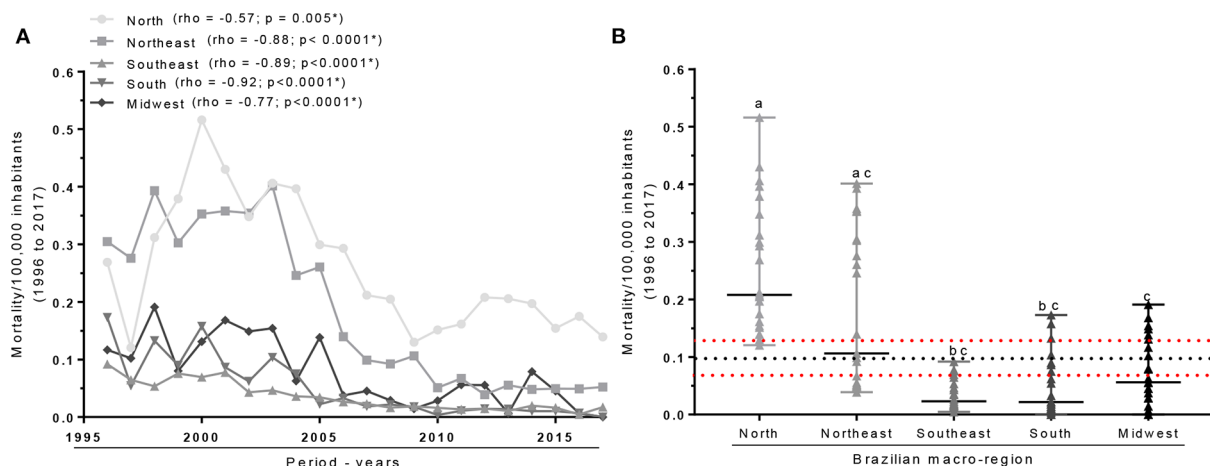 A
North (rho = -0.57; p = 0.005*)
Northeast (rho = -0.88; p< 0.0001*)
Southeast (rho = -0.89; p<0.0001*)
South (rho = -0.92; p<0.0001*)
Midwest (rho = -0.77; p<0.0001*)
Mortality/100,000 inhabitants
(1996 to 2017)
0.6
0.5
0.4
0.3
0.2
0.1
0.0
1995 2000 2005 2010 2015
Period - years
B
Mortality/100,000 inhabitants
(1996 to 2017)
0.6
0.5
0.4
0.3
0.2
0.1
0.0
a
a c
b c
b c
c
North Northeast Southeast South Midwest
Brazilian macro-region